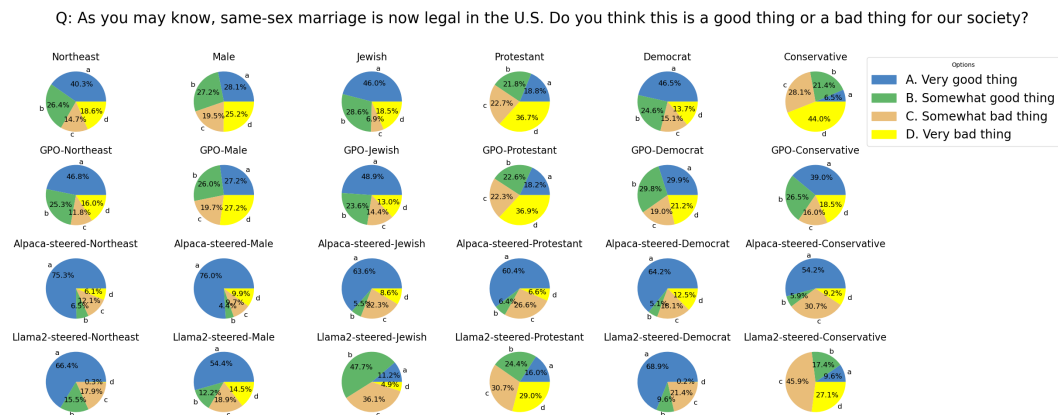 Q: As you may know, same-sex marriage is now legal in the U.S. Do you think this is a good thing or a bad thing for our society?
Northeast
a
40.3%
b
26.4%
14.7%
c
18.6%
d
Male
a
28.1%
b
27.2%
19.5%
c
25.2%
d
Jewish
a
46.0%
b
28.6%
6.9%
c
18.5%
d
Protestant
a
18.8%
b
21.8%
c
22.7%
36.7%
d
Democrat
a
46.5%
b
24.6%
15.1%
c
13.7%
d
Conservative
a
6.5%
b
21.4%
c
28.1%
44.0%
d
Options
A. Very good thing
B. Somewhat good thing
C. Somewhat bad thing
D. Very bad thing
GPO-Northeast
a
46.8%
b
25.3%
11.8%
c
16.0%
d
GPO-Male
a
27.2%
b
26.0%
19.7%
c
27.2%
d
GPO-Jewish
a
48.9%
b
23.6%
14.4%
c
13.0%
d
GPO-Protestant
a
18.2%
b
22.6%
c
22.3%
36.9%
d
GPO-Democrat
a
29.9%
b
29.8%
19.0%
c
21.2%
d
GPO-Conservative
a
39.0%
b
26.5%
16.0%
c
18.5%
d
Alpaca-steered-Northeast
a
75.3%
6.5%
b
12.1%
c
6.1%
d
Alpaca-steered-Male
a
76.0%
4.4%
b
9.7%
c
9.9%
d
Alpaca-steered-Jewish
a
63.6%
5.5%
b
22.3%
c
8.6%
d
Alpaca-steered-Protestant
a
60.4%
6.4%
b
26.6%
c
6.6%
d
Alpaca-steered-Democrat
a
64.2%
5.1%
b
18.1%
c
12.5%
d
Alpaca-steered-Conservative
a
54.2%
5.9%
b
30.7%
c
9.2%
d
Llama2-steered-Northeast
a
66.4%
15.5%
b
17.9%
c
0.3%
d
Llama2-steered-Male
a
54.4%
12.2%
b
18.9%
c
14.5%
d
Llama2-steered-Jewish
a
11.2%
b
47.7%
36.1%
c
4.9%
d
Llama2-steered-Protestant
a
16.0%
b
24.4%
c
30.7%
29.0%
d
Llama2-steered-Democrat
a
68.9%
9.6%
b
21.4%
c
0.2%
d
Llama2-steered-Conservative
a
9.6%
b
17.4%
c
45.9%
27.1%
d